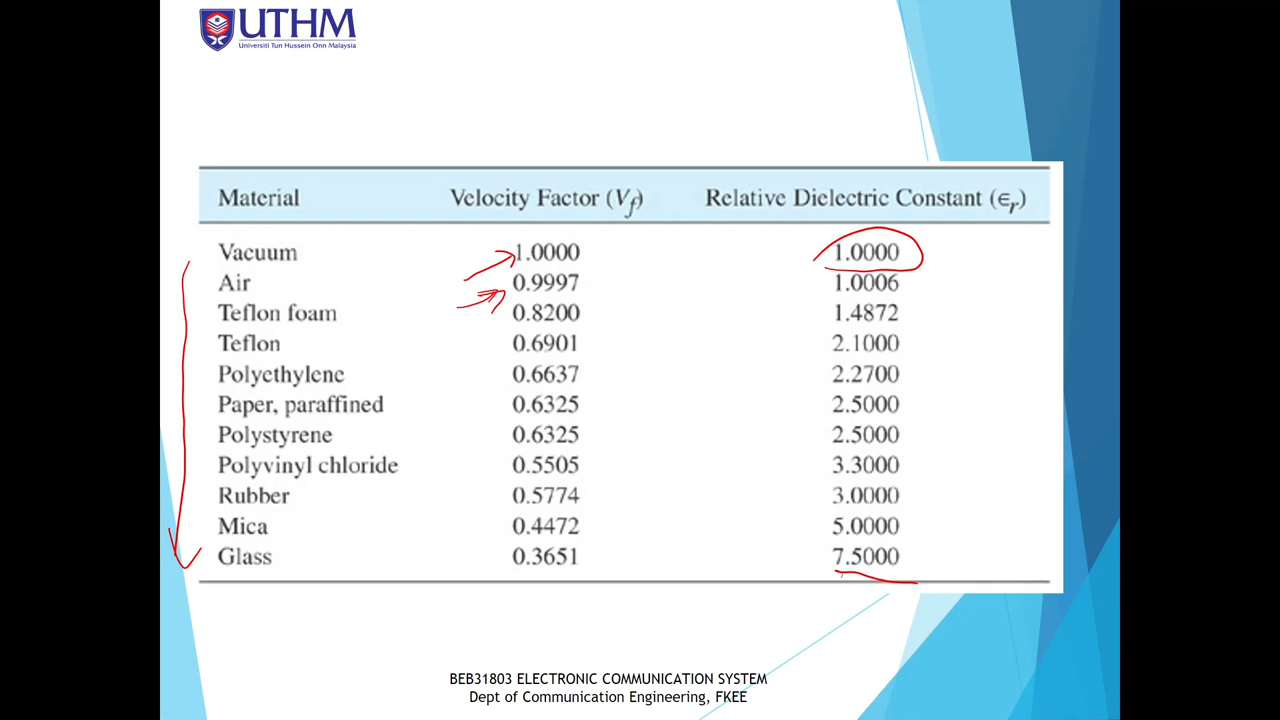 UTHM
Universiti Tun Hussein Onn Malaysia
Material Velocity Factor (Vf) Relative Dielectric Constant (ϵr)
Vacuum 1.0000 1.0000
Air 0.9997 1.0006
Teflon foam 0.8200 1.4872
Teflon 0.6901 2.1000
Polyethylene 0.6637 2.2700
Paper, paraffined 0.6325 2.5000
Polystyrene 0.6325 2.5000
Polyvinyl chloride 0.5505 3.3000
Rubber 0.5774 3.0000
Mica 0.4472 5.0000
Glass 0.3651 7.5000
BEB31803 ELECTRONIC COMMUNICATION SYSTEM
Dept of Communication Engineering, FKEE